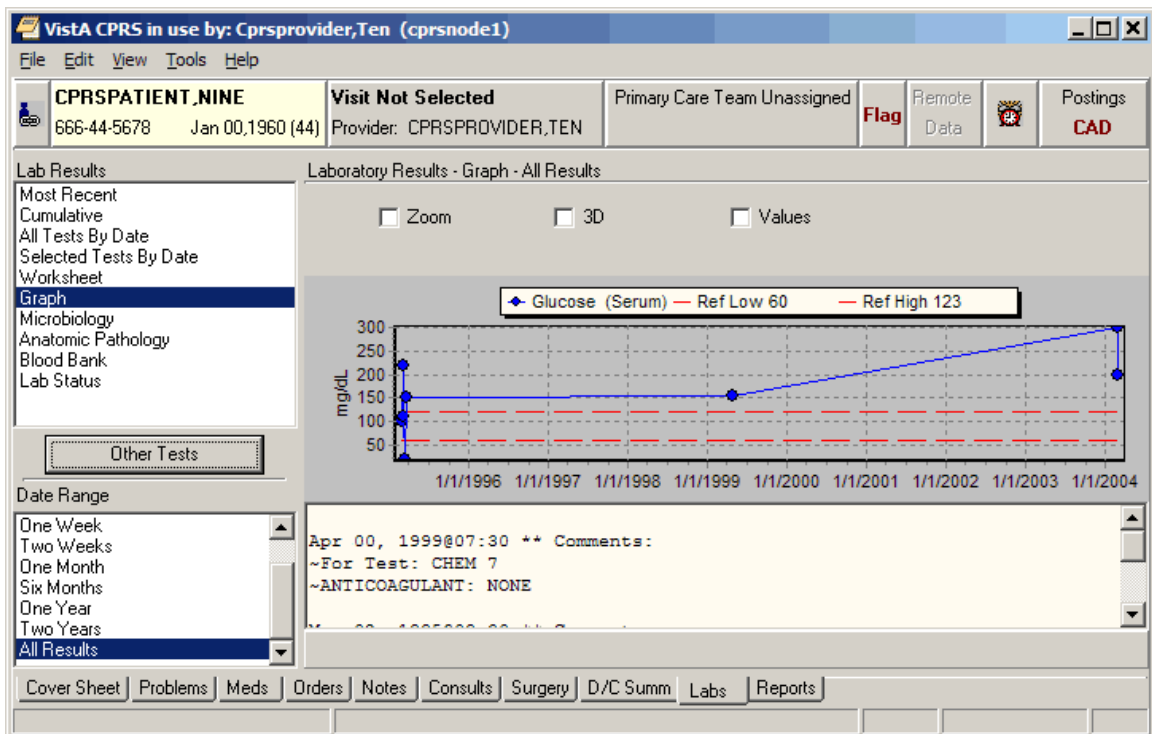 VistA CPRS in use by: Cprsprovider,Ten (cprsnode1)
File Edit View Tools Help
CPRSPATIENT,NINE
666-44-5678 Jan 00,1960 (44)
Visit Not Selected
Provider: CPRSPROVIDER,TEN
Primary Care Team Unassigned
Flag
Remote
Data
Postings
CAD
Lab Results
Most Recent
Cumulative
All Tests By Date
Selected Tests By Date
Worksheet
Graph
Microbiology
Anatomic Pathology
Blood Bank
Lab Status
Other Tests
Date Range
One Week
Two Weeks
One Month
Six Months
One Year
Two Years
All Results
Laboratory Results - Graph - All Results
Zoom 3D Values
Glucose (Serum) Ref Low 60 Ref High 123
mg/dL
300
250
200
150
100
50
1/1/1996 1/1/1997 1/1/1998 1/1/1999 1/1/2000 1/1/2001 1/1/2002 1/1/2003 1/1/2004
Apr 00, 1999@07:30 ** Comments:
~For Test: CHEM 7
~ANTICOAGULANT: NONE
Cover Sheet Problems Meds Orders Notes Consults Surgery D/C Summ Labs Reports